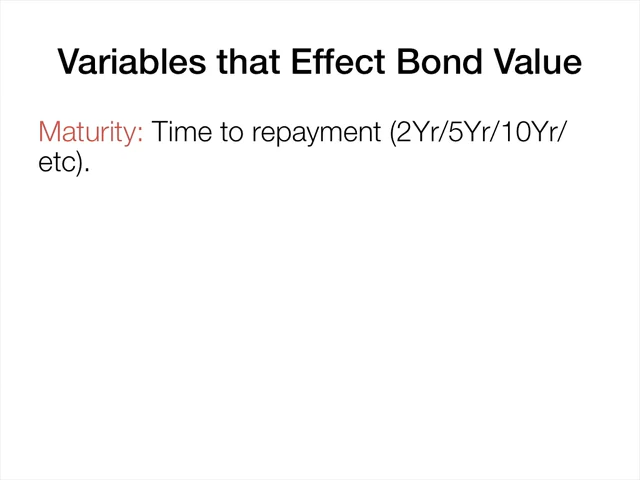 Variables that Effect Bond Value
Maturity: Time to repayment (2Yr/5Yr/10Yr/
etc).